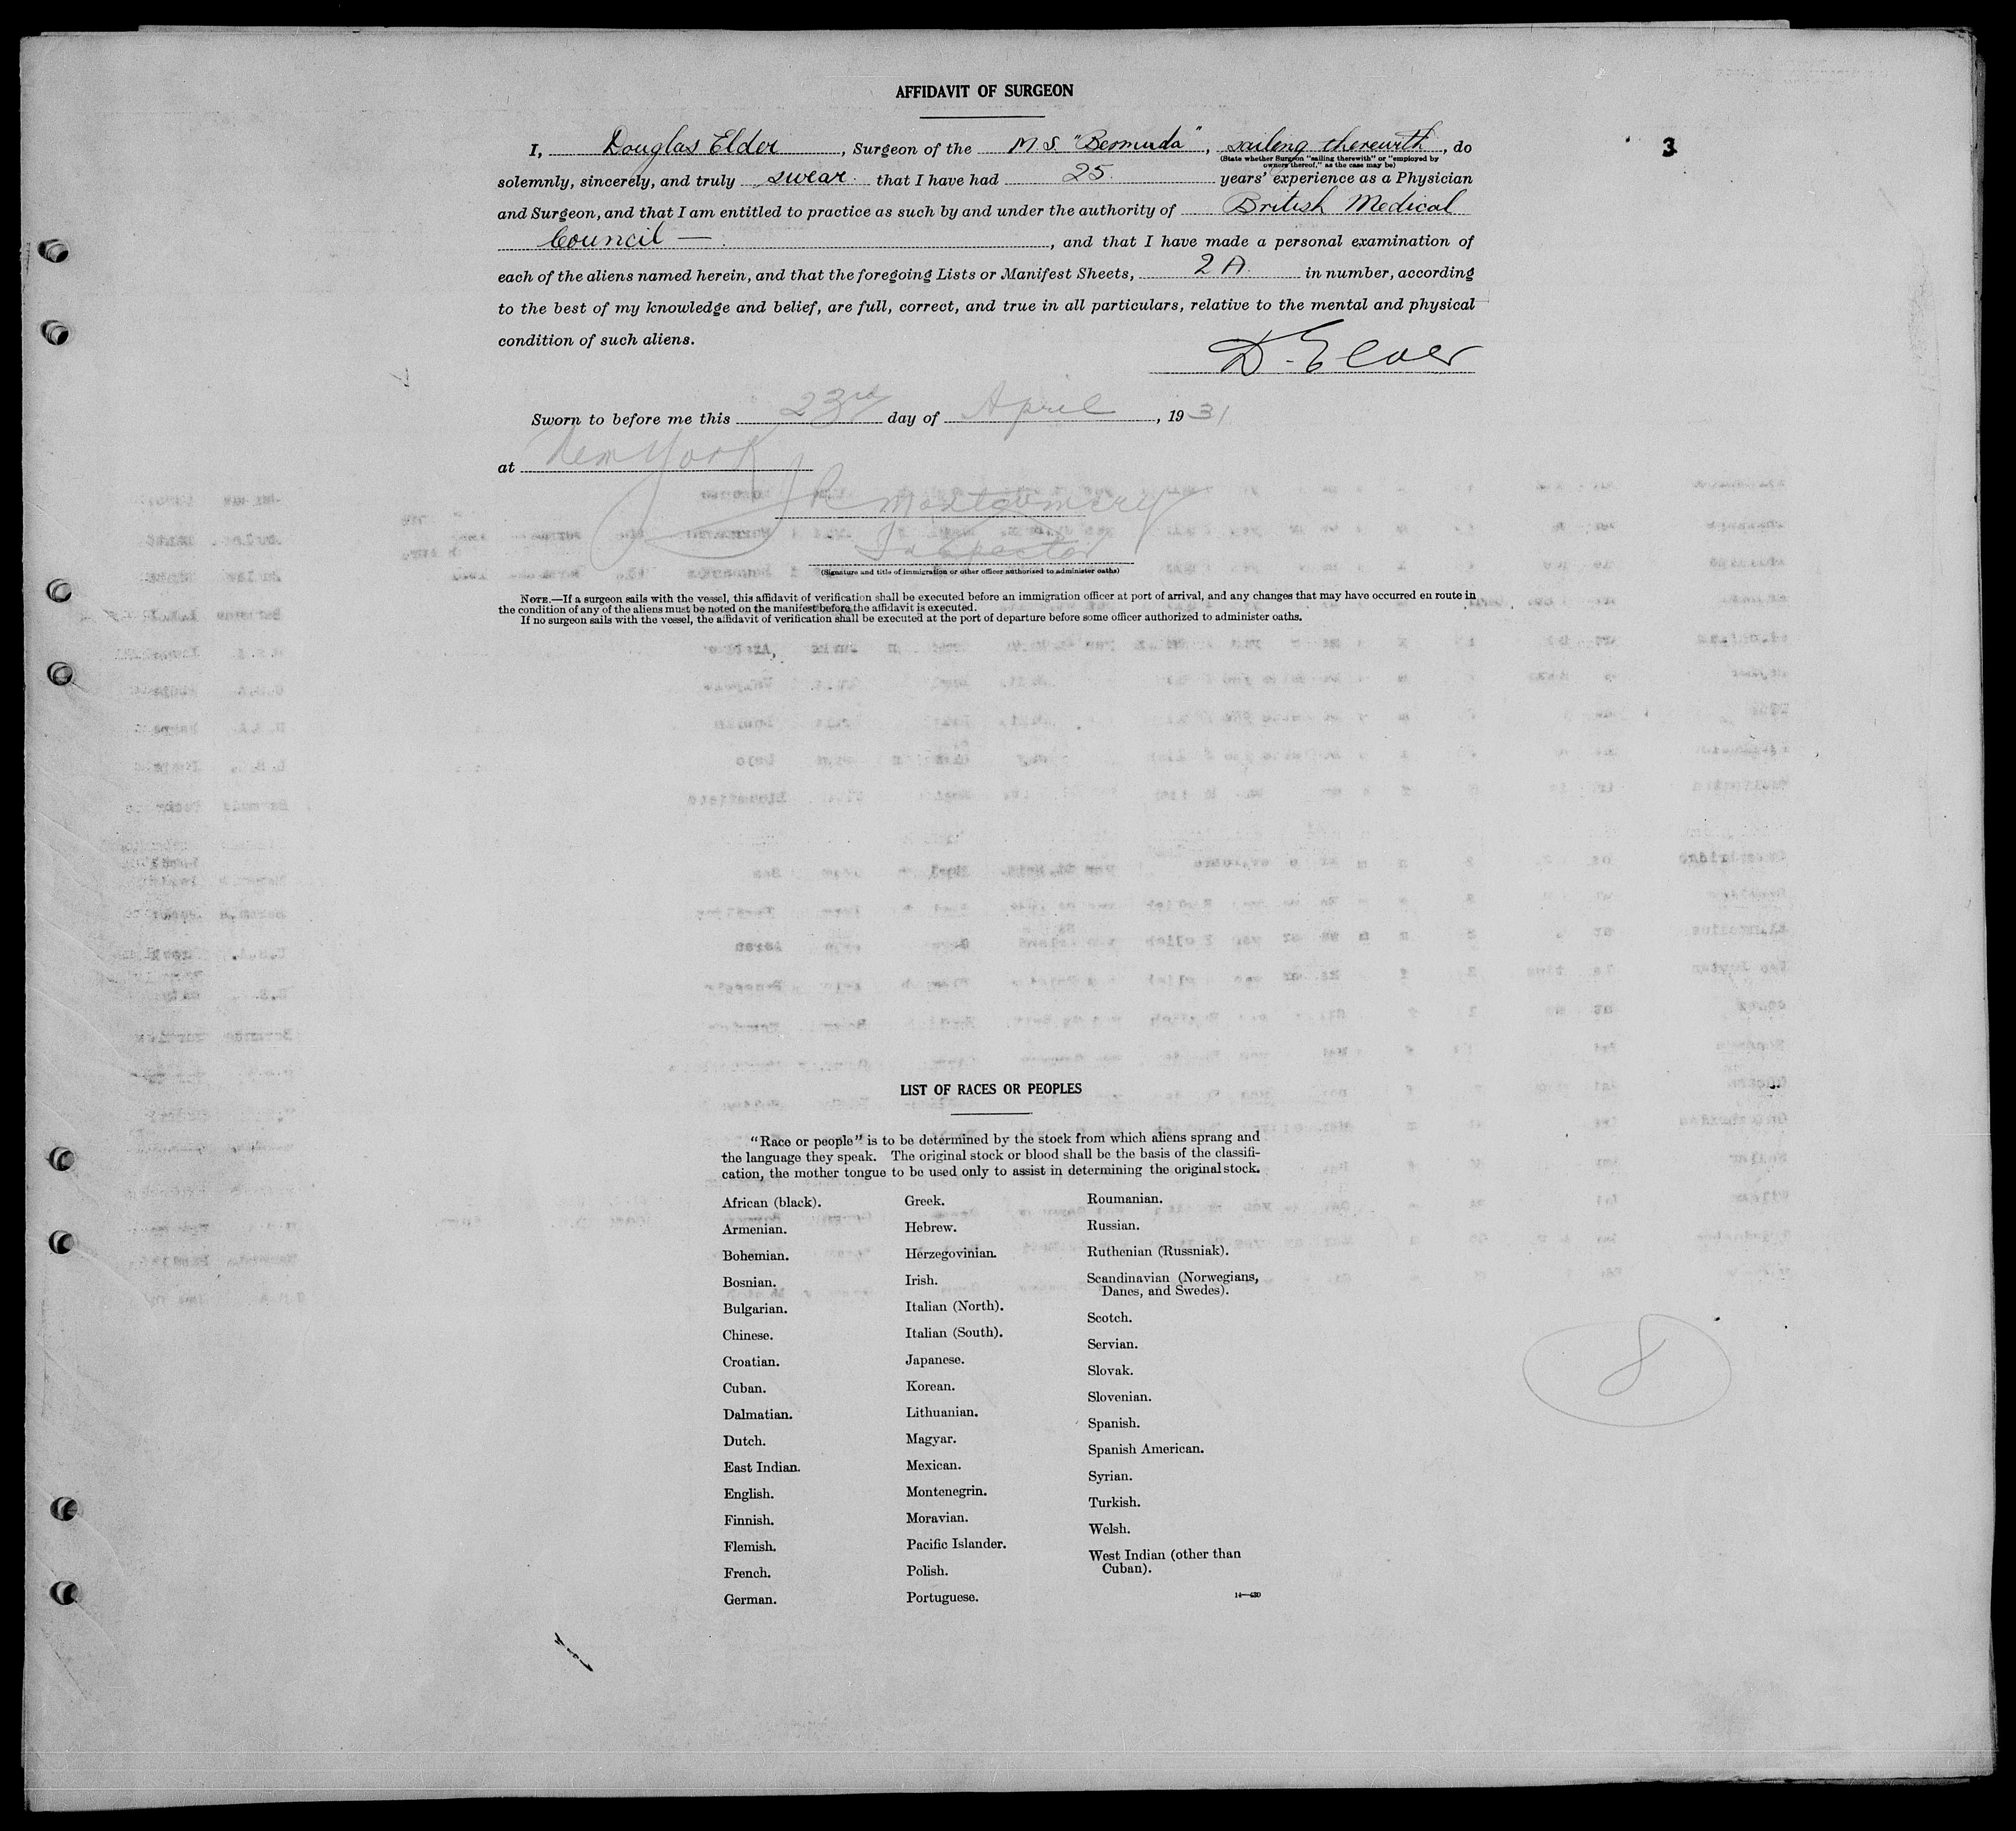 AFFIDAVIT OF SURGEON
3
I, Douglas Elder, Surgeon of the M.S. "Bermuda", sailing therewith, do
(State whether Surgeon "sailing therewith" or "employed by
owners thereof," as the case may be)
solemnly, sincerely, and truly swear that I have had 25 years' experience as a Physician
and Surgeon, and that I am entitled to practice as such by and under the authority of British Medical
Council —, and that I have made a personal examination of
each of the aliens named herein, and that the foregoing Lists or Manifest Sheets, 2 A in number, according
to the best of my knowledge and belief, are full, correct, and true in all particulars, relative to the mental and physical
condition of such aliens.
D. Elder
Sworn to before me this 23rd day of April, 1931
at New York
Montgomery
Inspector
(Signature and title of immigration or other officer authorized to administer oaths)
NOTE.—If a surgeon sails with the vessel, this affidavit of verification shall be executed before an immigration officer at port of arrival, and any changes that may have occurred en route in
the condition of any of the aliens must be noted on the manifest before the affidavit is executed.
If no surgeon sails with the vessel, the affidavit of verification shall be executed at the port of departure before some officer authorized to administer oaths.
LIST OF RACES OR PEOPLES
"Race or people" is to be determined by the stock from which aliens sprang and
the language they speak. The original stock or blood shall be the basis of the classifi-
cation, the mother tongue to be used only to assist in determining the original stock.
African (black).
Armenian.
Bohemian.
Bosnian.
Bulgarian.
Chinese.
Croatian.
Cuban.
Dalmatian.
Dutch.
East Indian.
English.
Finnish.
Flemish.
French.
German.
Greek.
Hebrew.
Herzegovinian.
Irish.
Italian (North).
Italian (South).
Japanese.
Korean.
Lithuanian.
Magyar.
Mexican.
Montenegrin.
Moravian.
Pacific Islander.
Polish.
Portuguese.
Roumanian.
Russian.
Ruthenian (Russniak).
Scandinavian (Norwegians,
Danes, and Swedes).
Scotch.
Servian.
Slovak.
Slovenian.
Spanish.
Spanish American.
Syrian.
Turkish.
Welsh.
West Indian (other than
Cuban).
14—430
8